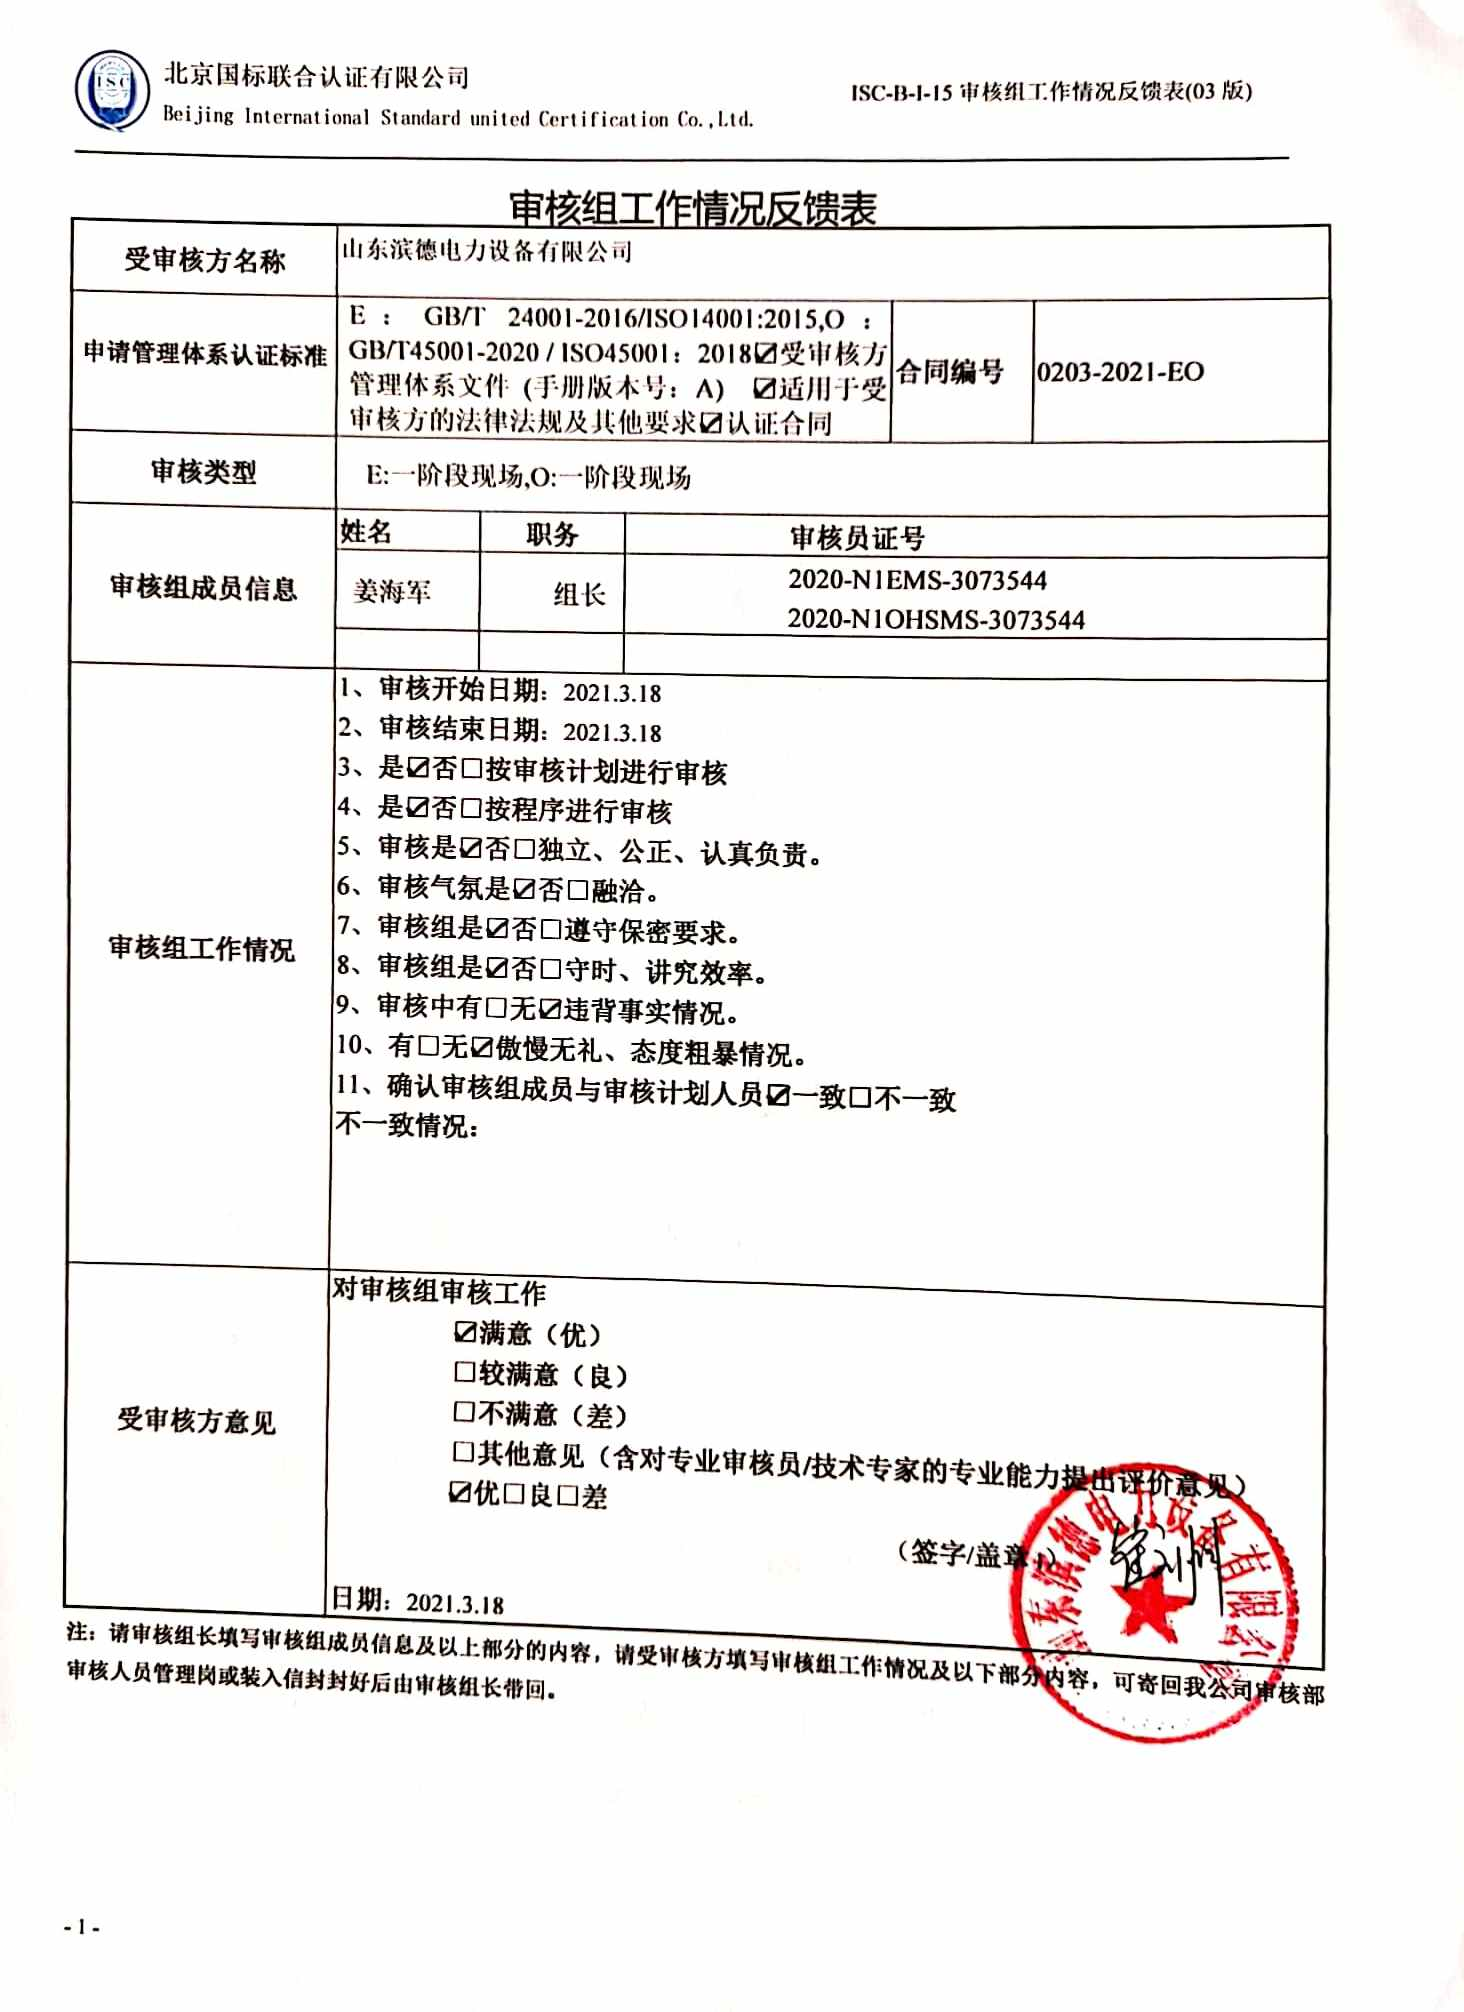 ISC
北京国标联合认证有限公司
Beijing International Standard united Certification Co.,Ltd.
ISC-B-I-15 审核组工作情况反馈表(03 版)
审核组工作情况反馈表
受审核方名称
山东滨德电力设备有限公司
申请管理体系认证标准
E : GB/T 24001-2016/ISO14001:2015,O :
GB/T45001-2020 / ISO45001：2018☑受审核方
管理体系文件 (手册版本号：A) ☑适用于受
审核方的法律法规及其他要求☑认证合同
合同编号
0203-2021-EO
审核类型
E:一阶段现场,O:一阶段现场
审核组成员信息
姓名 职务 审核员证号
姜海军 组长
2020-N1EMS-3073544
2020-N1OHSMS-3073544
审核组工作情况
1、审核开始日期：2021.3.18
2、审核结束日期：2021.3.18
3、是☑否□按审核计划进行审核
4、是☑否□按程序进行审核
5、审核是☑否□独立、公正、认真负责。
6、审核气氛是☑否□融洽。
7、审核组是☑否□遵守保密要求。
8、审核组是☑否□守时、讲究效率。
9、审核中有□无☑违背事实情况。
10、有□无☑傲慢无礼、态度粗暴情况。
11、确认审核组成员与审核计划人员☑一致□不一致
不一致情况：
受审核方意见
对审核组审核工作
☑满意（优）
□较满意（良）
□不满意（差）
□其他意见（含对专业审核员/技术专家的专业能力提出评价意见）
☑优□良□差
（签字/盖章）
山东滨德电力设备有限公司
日期：2021.3.18
注：请审核组长填写审核组成员信息及以上部分的内容，请受审核方填写审核组工作情况及以下部分内容，可寄回我公司审核部
审核人员管理岗或装入信封封好后由审核组长带回。
- 1 -